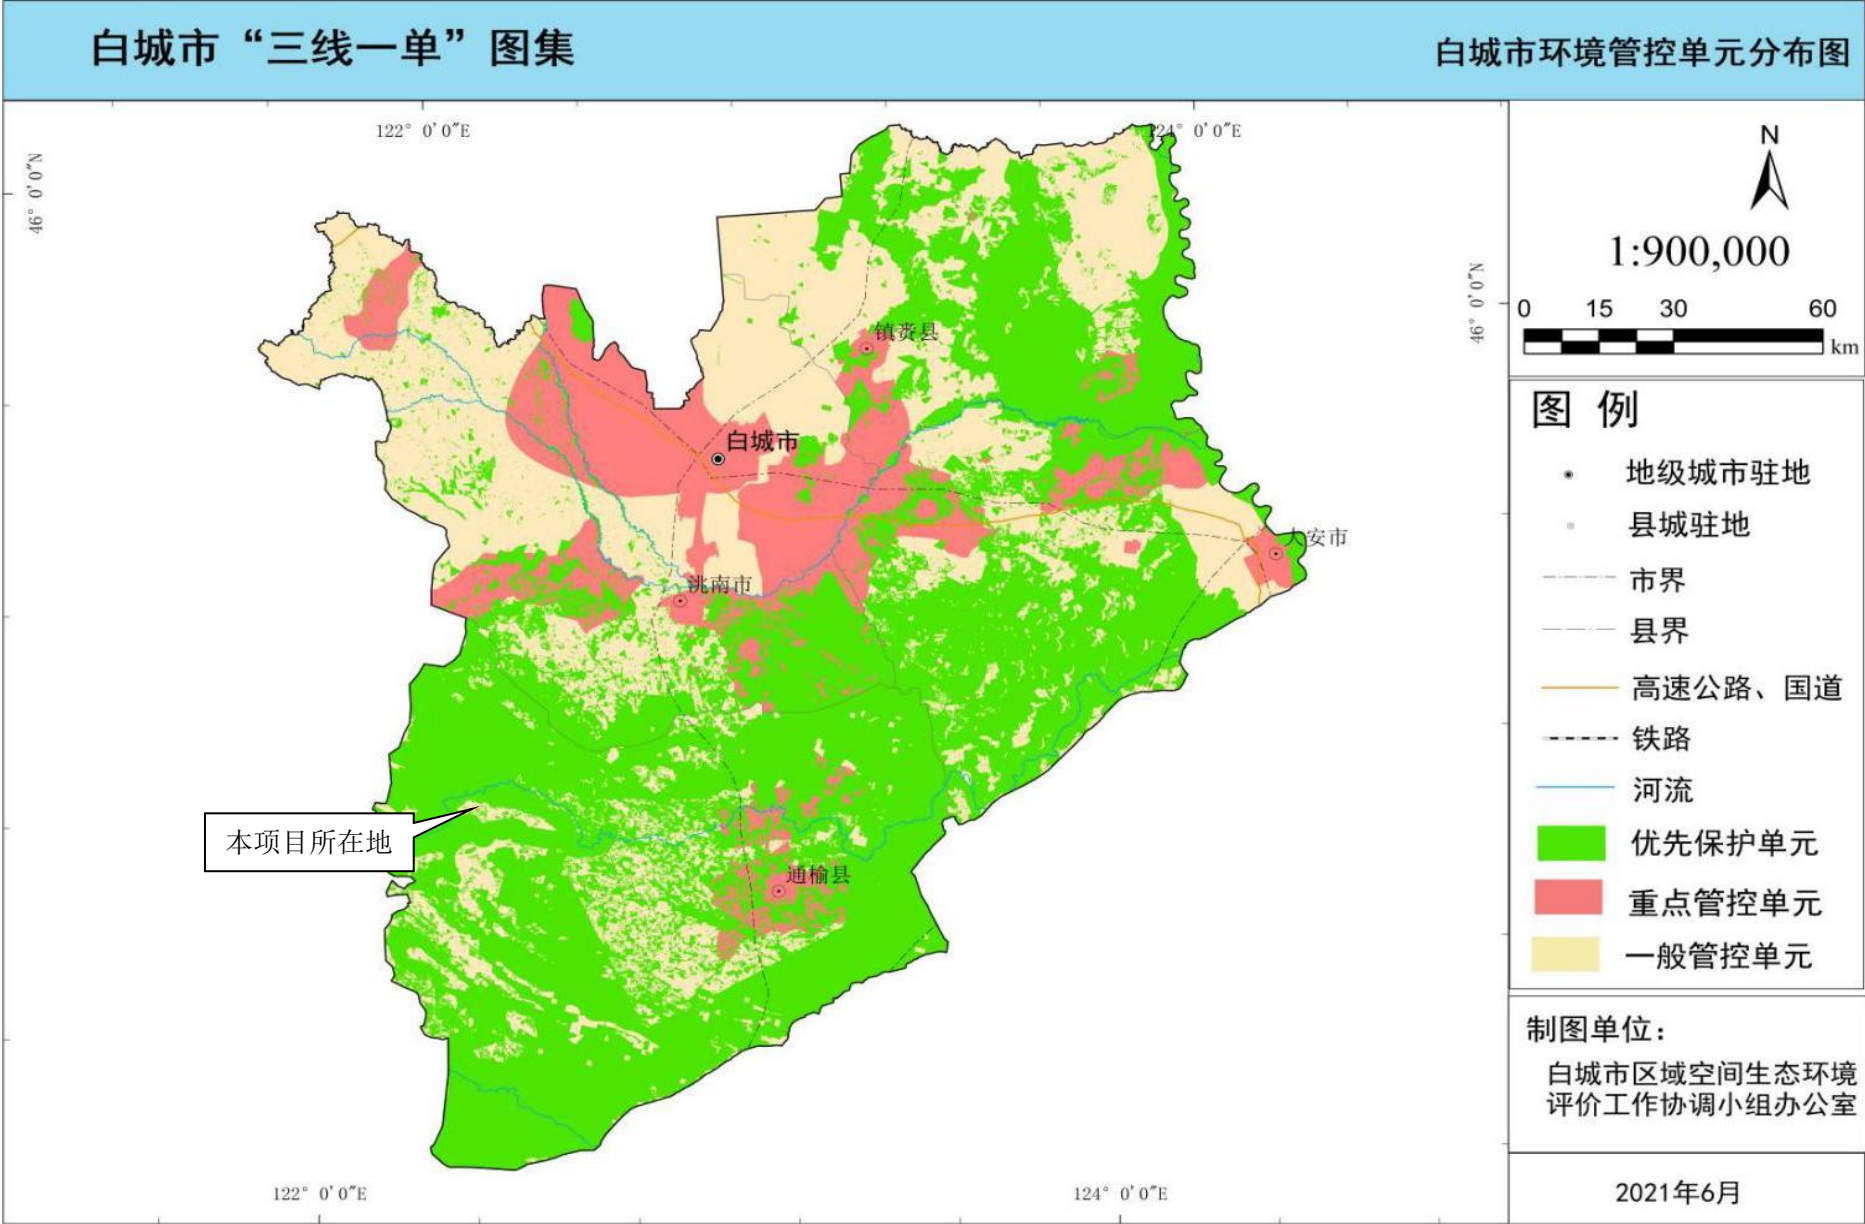 白城市“三线一单”图集
白城市环境管控单元分布图
122° 0′0″E
124° 0′0″E
46° 0′0″N
46° 0′0″N
N
1:900,000
0 15 30 60
km
镇赉县
白城市
大安市
洮南市
通榆县
本项目所在地
图 例
地级城市驻地
县城驻地
市界
县界
高速公路、国道
铁路
河流
优先保护单元
重点管控单元
一般管控单元
制图单位：
白城市区域空间生态环境
评价工作协调小组办公室
2021年6月
122° 0′0″E
124° 0′0″E